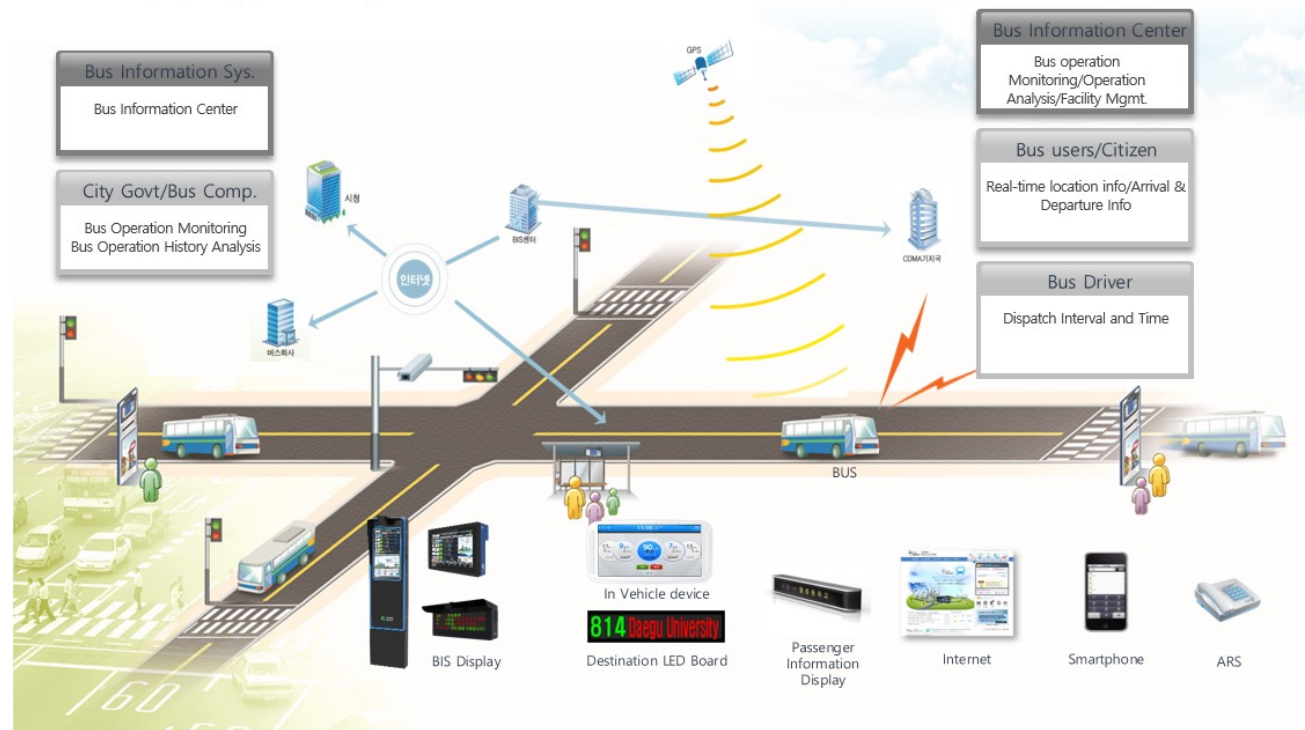 Bus Information Sys.
Bus Information Center
City Govt/Bus Comp.
Bus Operation Monitoring
Bus Operation History Analysis
GPS
Bus Information Center
Bus operation
Monitoring/Operation
Analysis/Facility Mgmt.
Bus users/Citizen
Real-time location info/Arrival &
Departure Info
Bus Driver
Dispatch Interval and Time
시청
BIS센터
CDMA기지국
인터넷
버스회사
BUS
In Vehicle device
814 Daegu University
BIS Display
Destination LED Board
Passenger
Information
Display
Internet
Smartphone
ARS
60